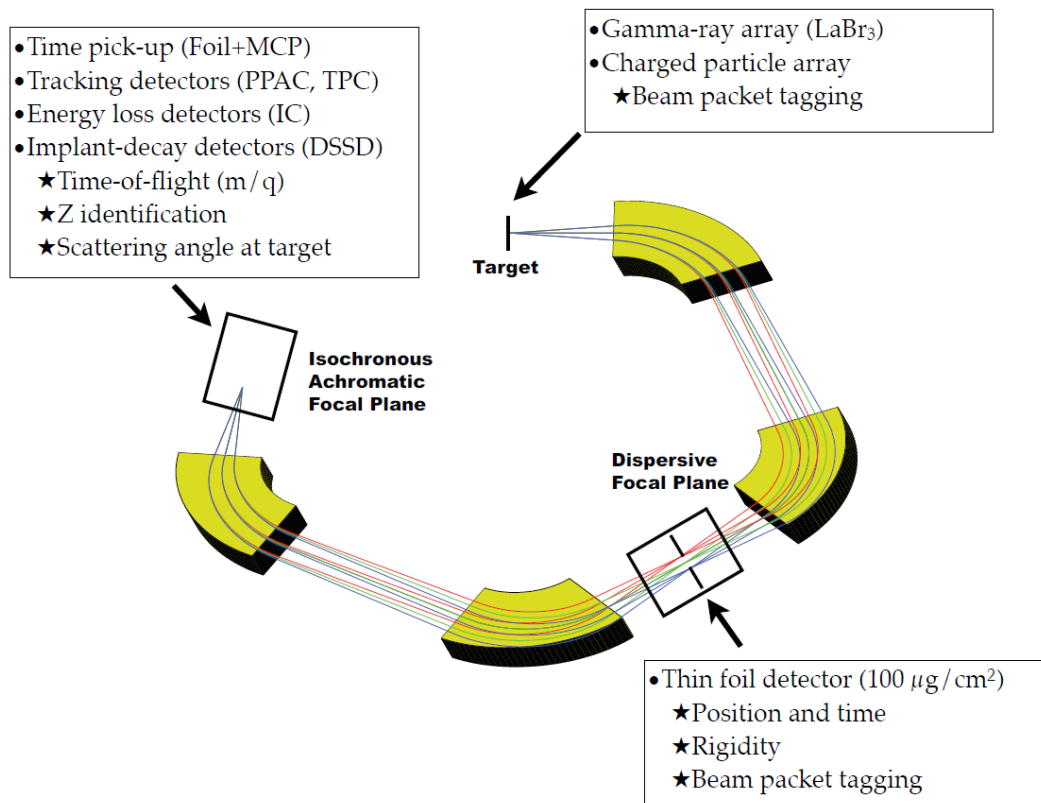 •Time pick-up (Foil+MCP)
•Tracking detectors (PPAC, TPC)
•Energy loss detectors (IC)
•Implant-decay detectors (DSSD)
★Time-of-flight (m/q)
★Z identification
★Scattering angle at target
•Gamma-ray array (LaBr₃)
•Charged particle array
★Beam packet tagging
Target
Isochronous
Achromatic
Focal Plane
Dispersive
Focal Plane
•Thin foil detector (100 μg/cm²)
★Position and time
★Rigidity
★Beam packet tagging